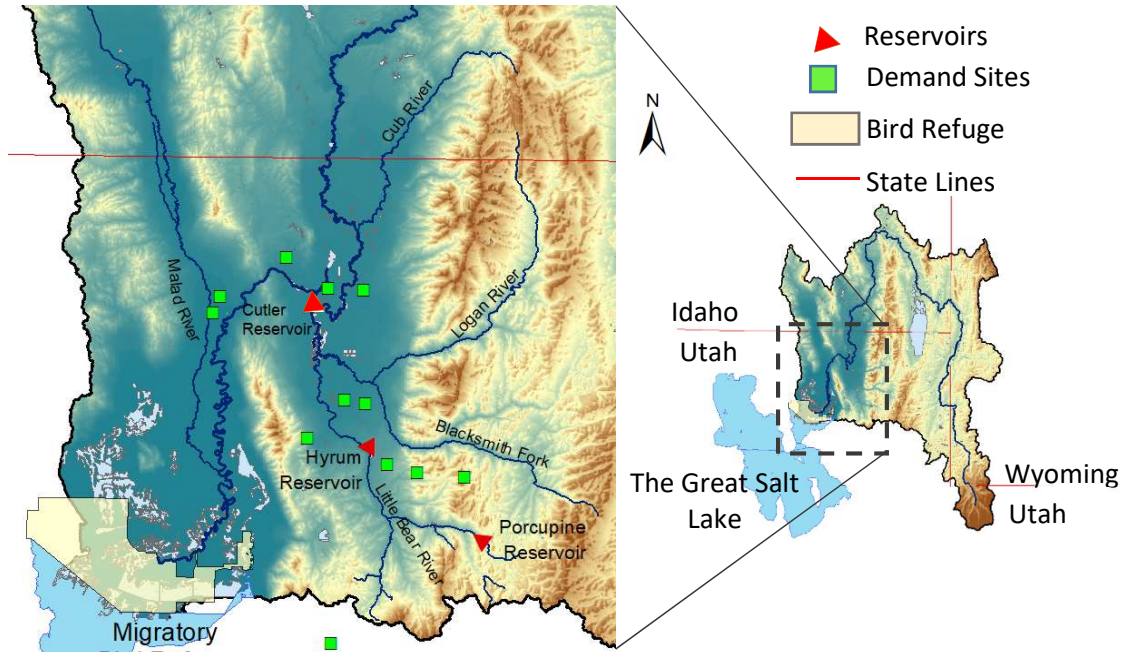 Cub River
Malad River
Logan River
Cutler
Reservoir
Hyrum
Reservoir
Blacksmith Fork
Little Bear River
Porcupine
Reservoir
Migratory
N
Reservoirs
Demand Sites
Bird Refuge
State Lines
Idaho
Utah
The Great Salt
Lake
Wyoming
Utah